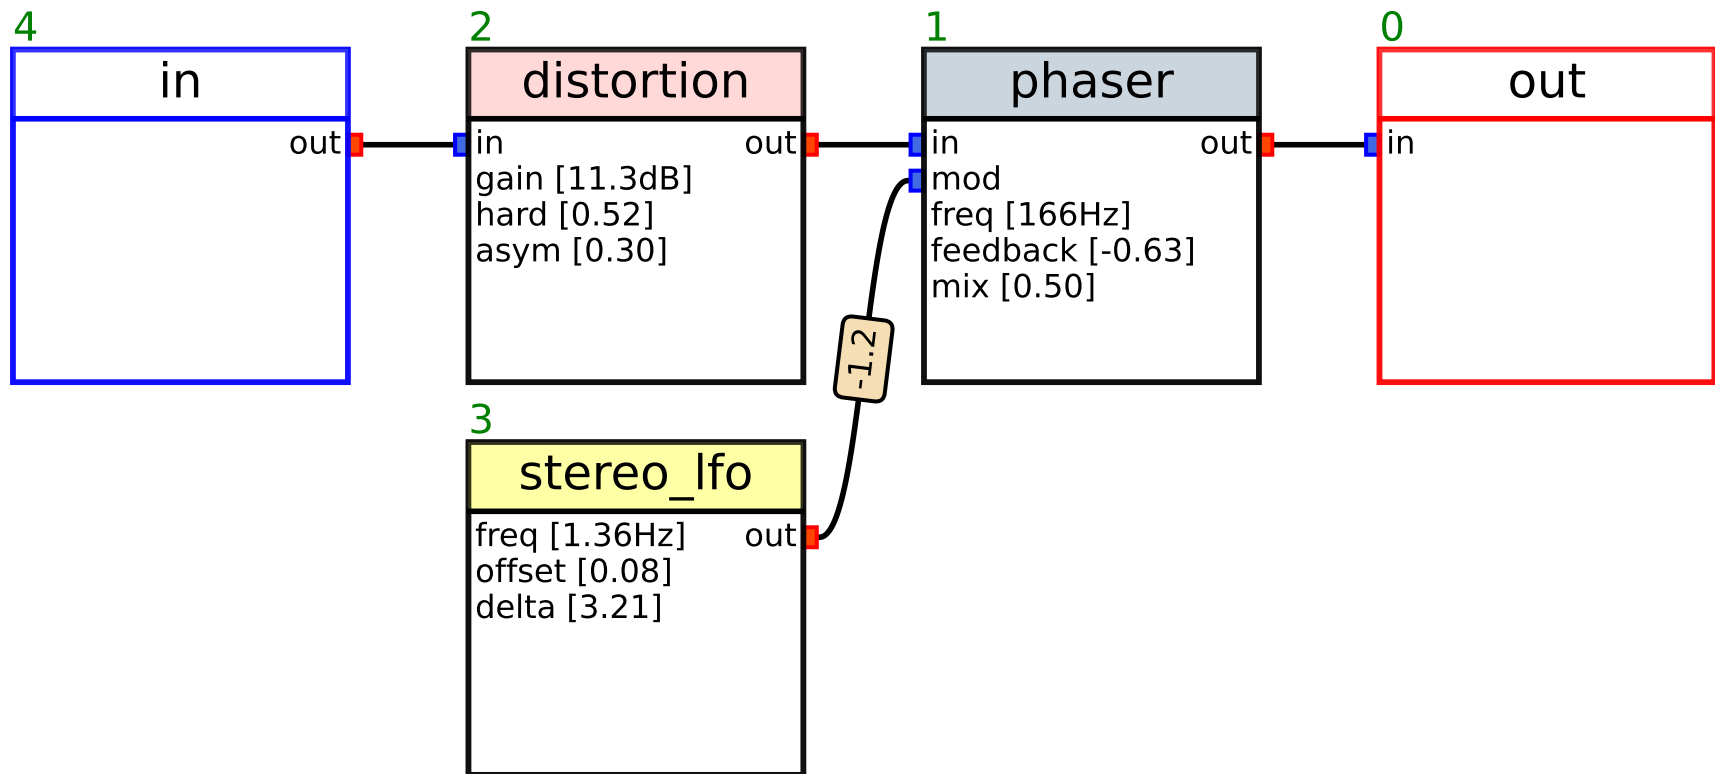 4
in
out
2
distortion
in
out
gain [11.3dB]
hard [0.52]
asym [0.30]
1
phaser
in
out
mod
freq [166Hz]
feedback [-0.63]
mix [0.50]
0
out
in
-1.2
3
stereo_lfo
freq [1.36Hz]
out
offset [0.08]
delta [3.21]